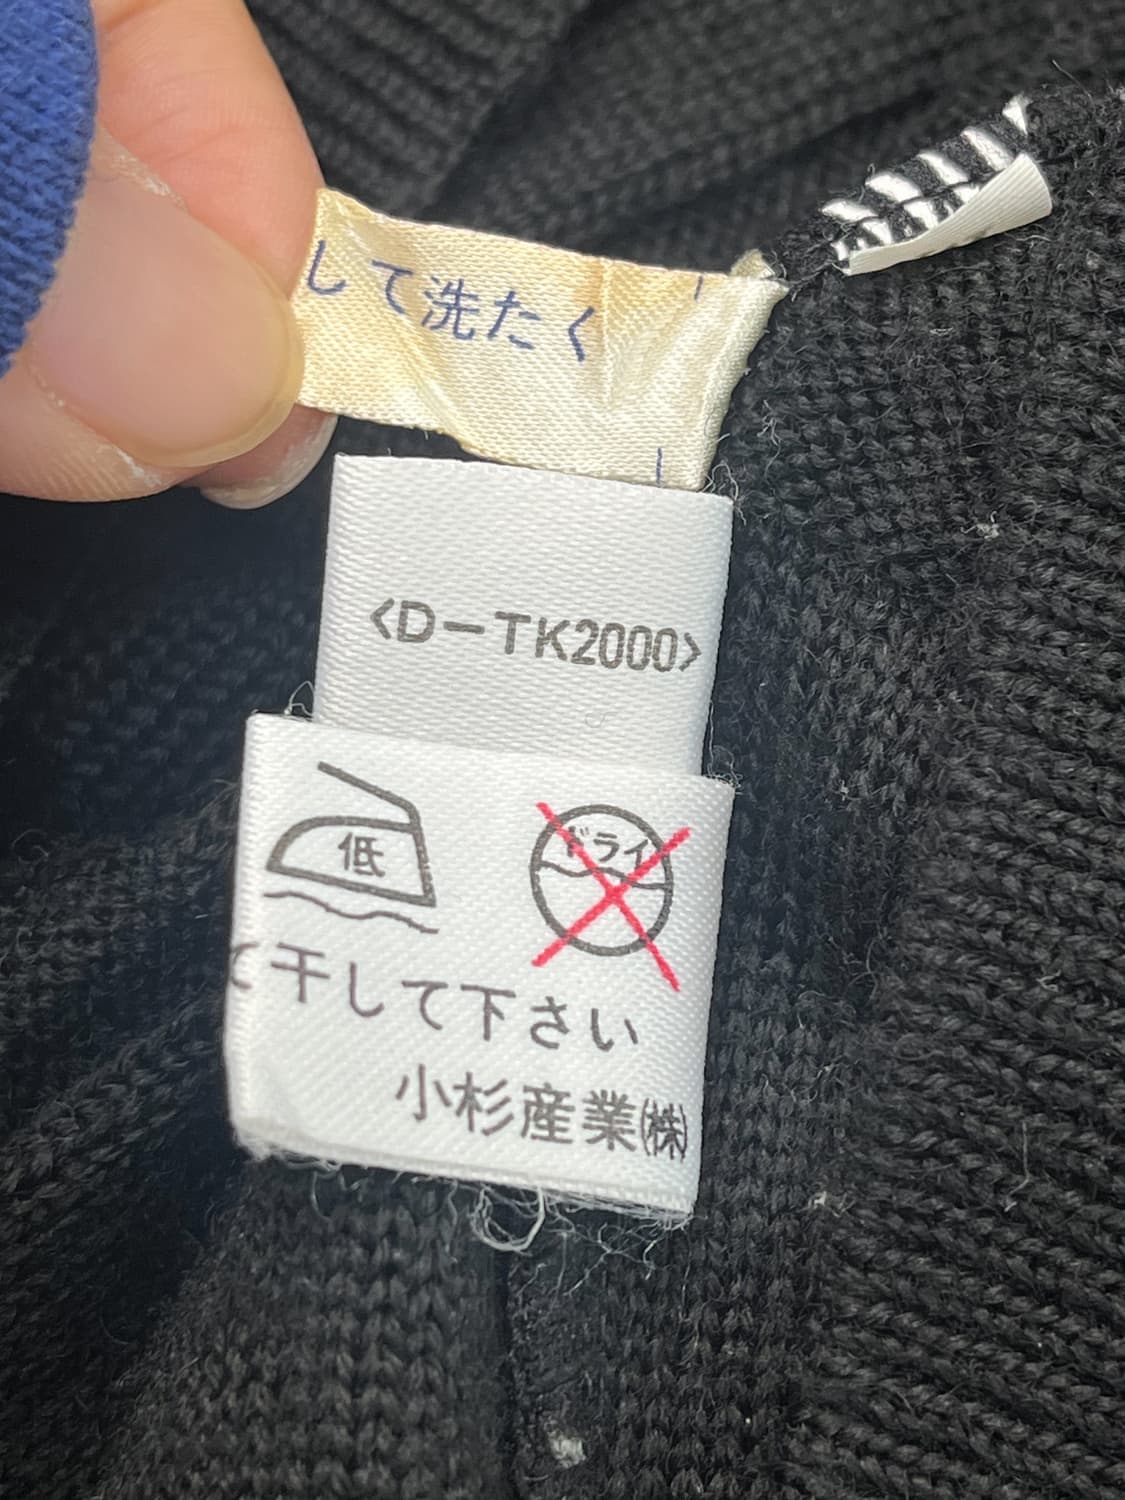 して洗たく
<D-TK2000>
低
ドライ
て干して下さい
小杉産業(株)